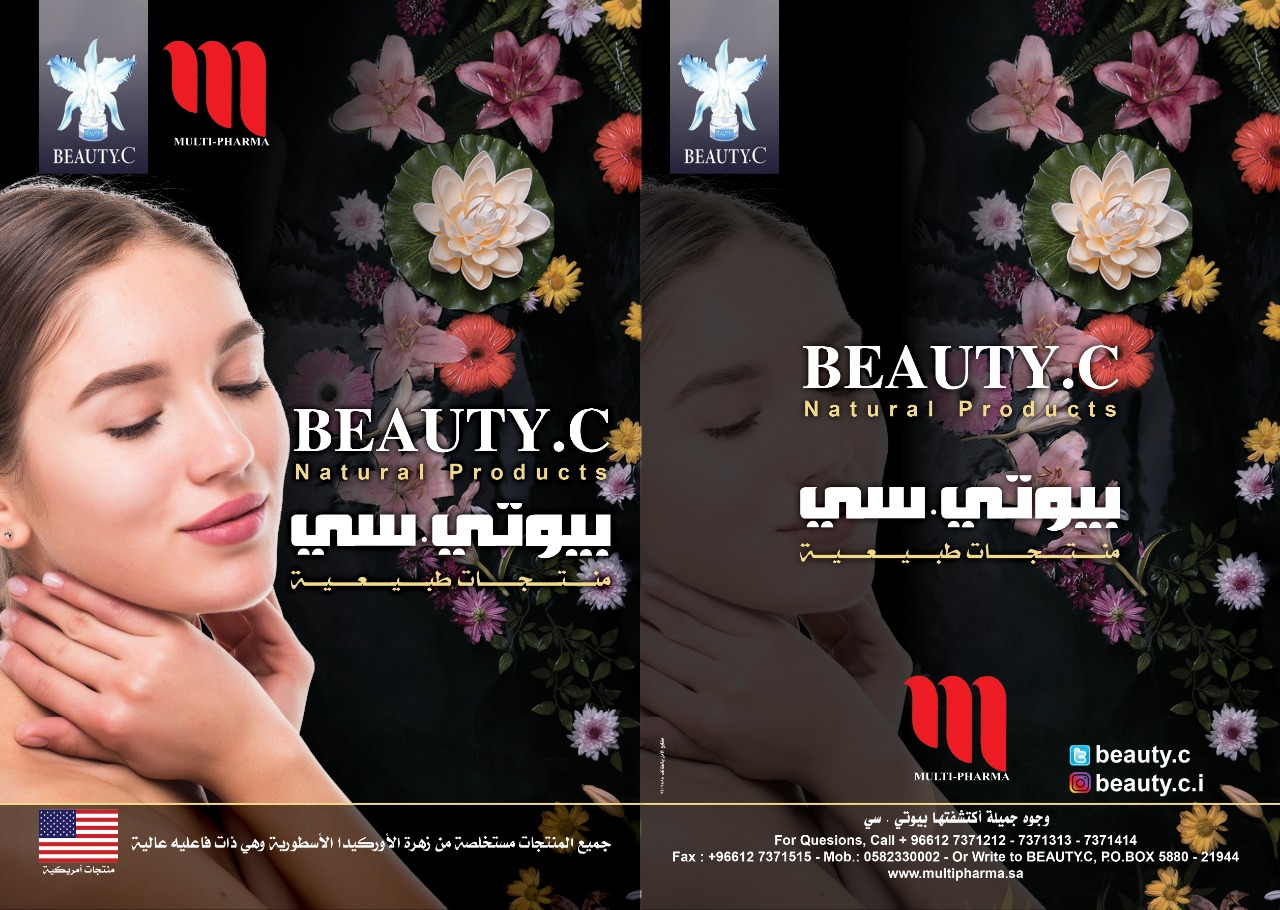 BEAUTY.C
MULTI-PHARMA
BEAUTY.C
Natural Products
بيوتي.سي
منتجات طبيعية
جميع المنتجات مستخلصة من زهرة الأوركيدا الأسطورية وهي ذات فاعليه عالية
منتجات أمريكية
BEAUTY.C
BEAUTY.C
Natural Products
بيوتي.سي
منتجات طبيعية
MULTI-PHARMA
beauty.c
beauty.c.i
وجوه جميلة أكتشفتها بيوتي . سي
For Quesions, Call + 96612 7371212 - 7371313 - 7371414
Fax : +96612 7371515 - Mob.: 0582330002 - Or Write to BEAUTY.C, P.O.BOX 5880 - 21944
www.multipharma.sa